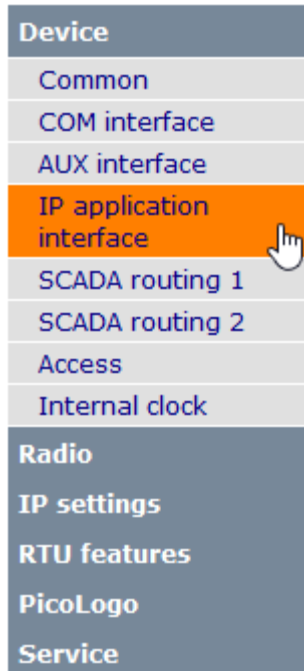 Device
Common
COM interface
AUX interface
IP application
interface
SCADA routing 1
SCADA routing 2
Access
Internal clock
Radio
IP settings
RTU features
PicoLogo
Service